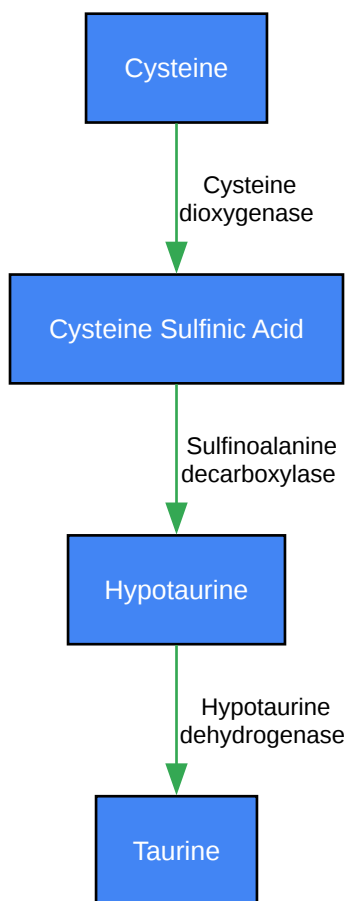 Cysteine
Cysteine
dioxygenase
Cysteine Sulfinic Acid
Sulfinoalanine
decarboxylase
Hypotaurine
Hypotaurine
dehydrogenase
Taurine